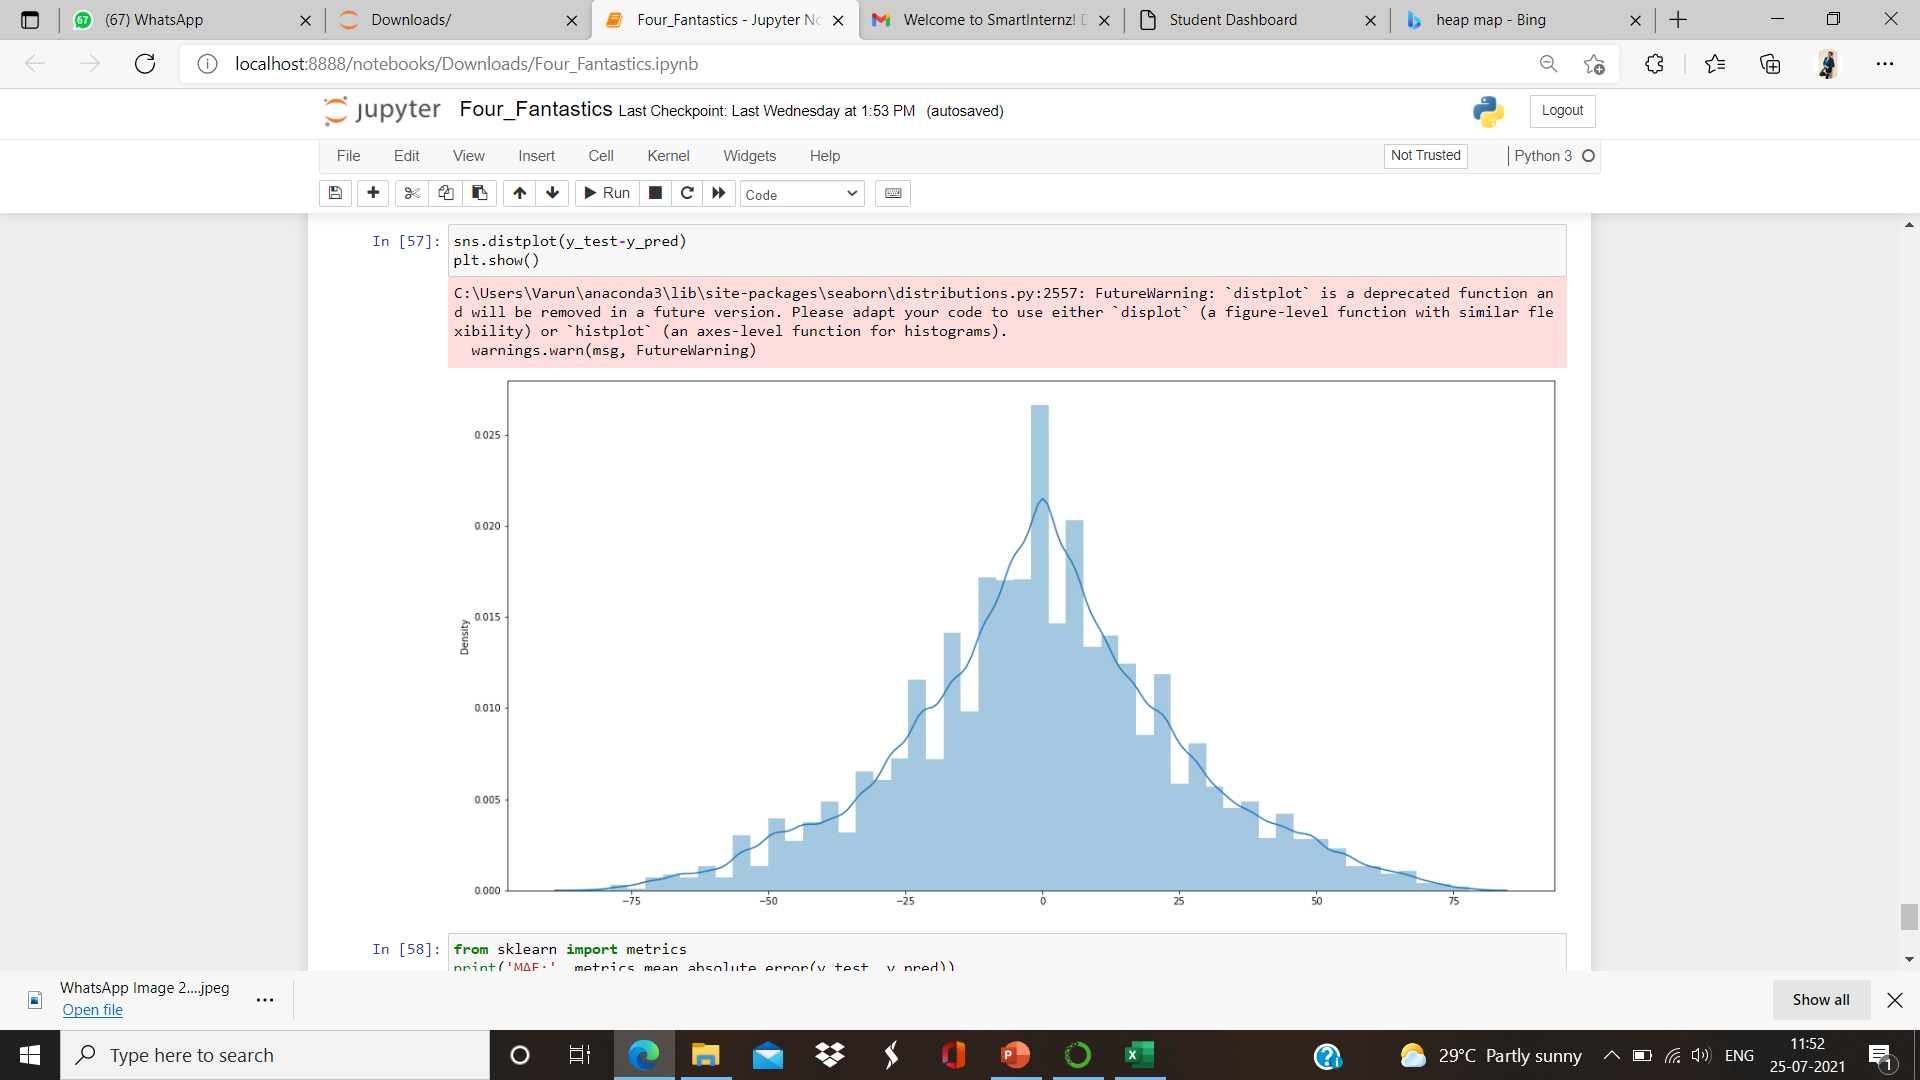 (67) WhatsApp
Downloads/
Four_Fantastics - Jupyter No
Welcome to SmartInternz! D
Student Dashboard
heap map - Bing
localhost:8888/notebooks/Downloads/Four_Fantastics.ipynb
jupyter Four_Fantastics Last Checkpoint: Last Wednesday at 1:53 PM (autosaved)
Logout
File Edit View Insert Cell Kernel Widgets Help
Not Trusted
Python 3
Run
Code
In [57]: sns.distplot(y_test-y_pred)
plt.show()
C:\Users\Varun\anaconda3\lib\site-packages\seaborn\distributions.py:2557: FutureWarning: `distplot` is a deprecated function an
d will be removed in a future version. Please adapt your code to use either `displot` (a figure-level function with similar fle
xibility) or `histplot` (an axes-level function for histograms).
warnings.warn(msg, FutureWarning)
0.025
0.020
0.015
Density
0.010
0.005
0.000
−75 −50 −25 0 25 50 75
In [58]: from sklearn import metrics
print('MAE:', metrics.mean_absolute_error(y_test, y_pred))
WhatsApp Image 2....jpeg
Open file
Show all
Type here to search
29°C Partly sunny
ENG
11:52
25-07-2021
1